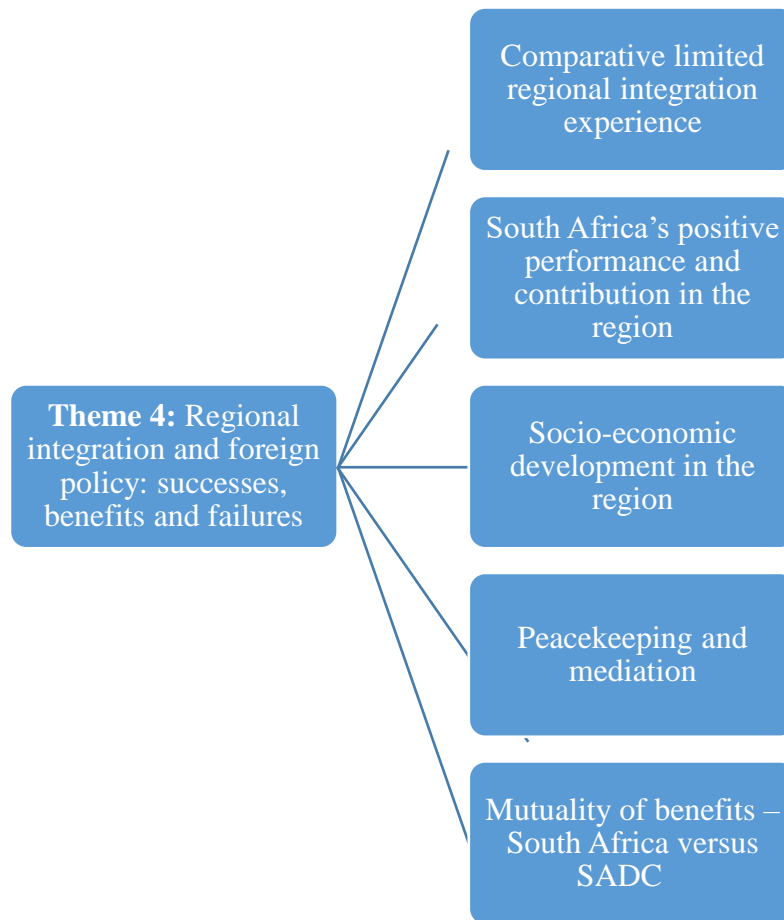 Comparative limited
regional integration
experience
South Africa's positive
performance and
contribution in the
region
Theme 4: Regional
integration and foreign
policy: successes,
benefits and failures
Socio-economic
development in the
region
Peacekeeping and
mediation
Mutuality of benefits –
South Africa versus
SADC